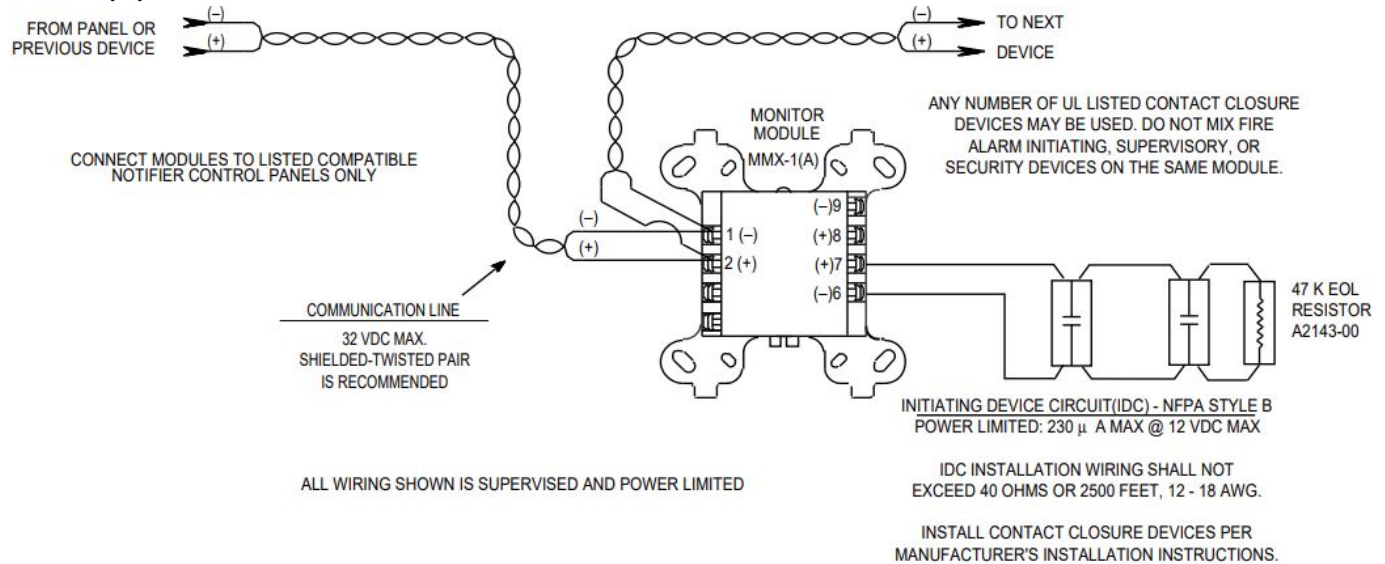 (–)
FROM PANEL OR
PREVIOUS DEVICE
(+)
(–)
TO NEXT
(+)
DEVICE
CONNECT MODULES TO LISTED COMPATIBLE
NOTIFIER CONTROL PANELS ONLY
MONITOR
MODULE
MMX-1(A)
ANY NUMBER OF UL LISTED CONTACT CLOSURE
DEVICES MAY BE USED. DO NOT MIX FIRE
ALARM INITIATING, SUPERVISORY, OR
SECURITY DEVICES ON THE SAME MODULE.
(–)
(+)
1 (–)
2 (+)
(–)9
(+)8
(+)7
(–)6
47 K EOL
RESISTOR
A2143-00
COMMUNICATION LINE
32 VDC MAX.
SHIELDED-TWISTED PAIR
IS RECOMMENDED
INITIATING DEVICE CIRCUIT(IDC) - NFPA STYLE B
POWER LIMITED: 230 μ A MAX @ 12 VDC MAX
ALL WIRING SHOWN IS SUPERVISED AND POWER LIMITED
IDC INSTALLATION WIRING SHALL NOT
EXCEED 40 OHMS OR 2500 FEET, 12 - 18 AWG.
INSTALL CONTACT CLOSURE DEVICES PER
MANUFACTURER'S INSTALLATION INSTRUCTIONS.